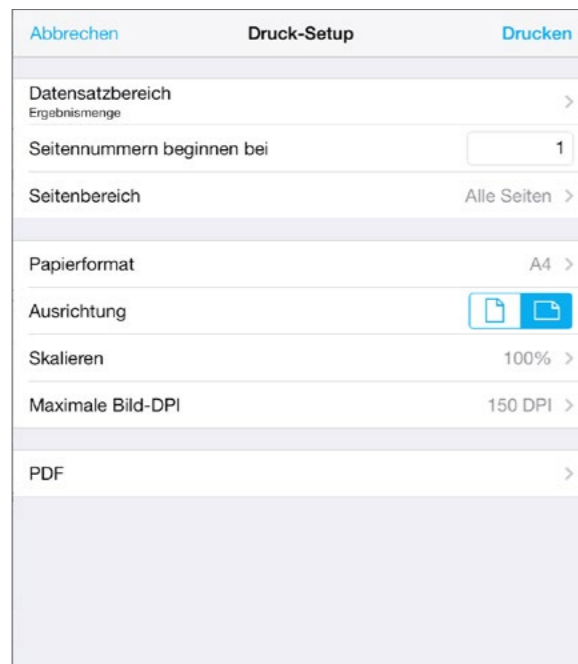 Abbrechen Druck-Setup Drucken
Datensatzbereich
Ergebnismenge
Seitennummern beginnen bei 1
Seitenbereich Alle Seiten
Papierformat A4
Ausrichtung
Skalieren 100%
Maximale Bild-DPI 150 DPI
PDF